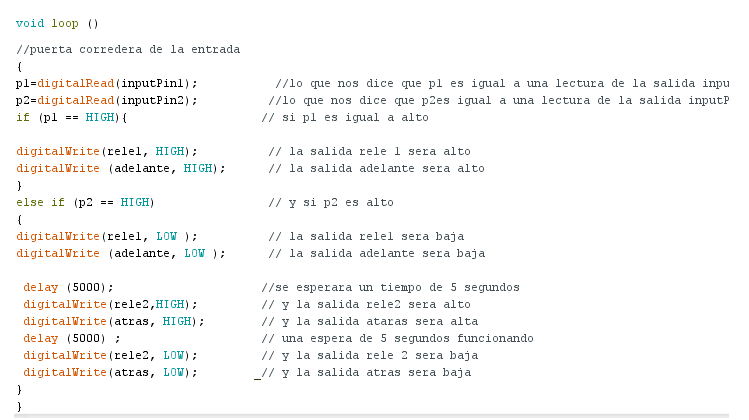 void loop ()
//puerta corredera de la entrada
{
p1=digitalRead(inputPin1); //lo que nos dice que p1 es igual a una lectura de la salida inpu
p2=digitalRead(inputPin2); //lo que nos dice que p2es igual a una lectura de la salida inputP
if (p1 == HIGH){ // si p1 es igual a alto
digitalWrite(rele1, HIGH); // la salida rele 1 sera alto
digitalWrite (adelante, HIGH); // la salida adelante sera alto
}
else if (p2 == HIGH) // y si p2 es alto
{
digitalWrite(rele1, LOW ); // la salida rele1 sera baja
digitalWrite (adelante, LOW ); // la salida adelante sera baja
delay (5000); //se esperara un tiempo de 5 segundos
digitalWrite(rele2,HIGH); // y la salida rele2 sera alto
digitalWrite(atras, HIGH); // y la salida ataras sera alta
delay (5000) ; // una espera de 5 segundos funcionando
digitalWrite(rele2, LOW); // y la salida rele 2 sera baja
digitalWrite(atras, LOW); _// y la salida atras sera baja
}
}